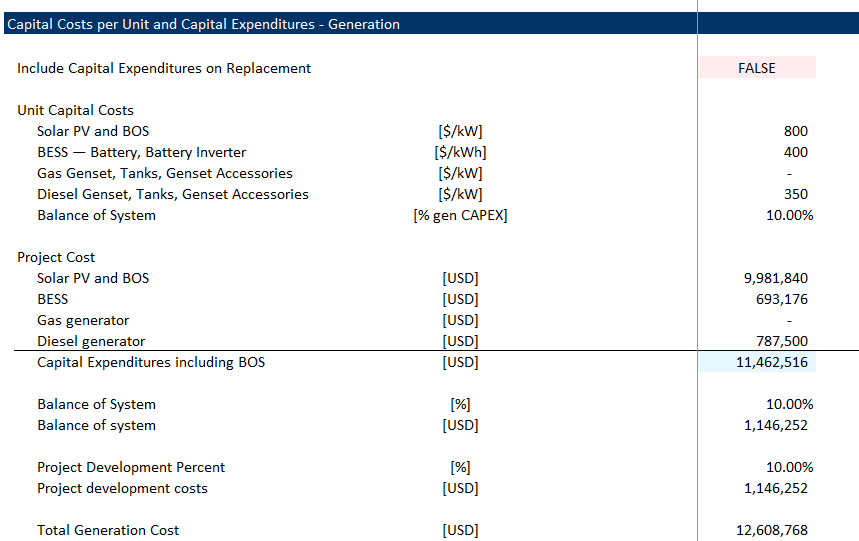 Capital Costs per Unit and Capital Expenditures - Generation
Include Capital Expenditures on Replacement FALSE
Unit Capital Costs
Solar PV and BOS [$/kW] 800
BESS — Battery, Battery Inverter [$/kWh] 400
Gas Genset, Tanks, Genset Accessories [$/kW] -
Diesel Genset, Tanks, Genset Accessories [$/kW] 350
Balance of System [% gen CAPEX] 10.00%
Project Cost
Solar PV and BOS [USD] 9,981,840
BESS [USD] 693,176
Gas generator [USD] -
Diesel generator [USD] 787,500
Capital Expenditures including BOS [USD] 11,462,516
Balance of System [%] 10.00%
Balance of system [USD] 1,146,252
Project Development Percent [%] 10.00%
Project development costs [USD] 1,146,252
Total Generation Cost [USD] 12,608,768